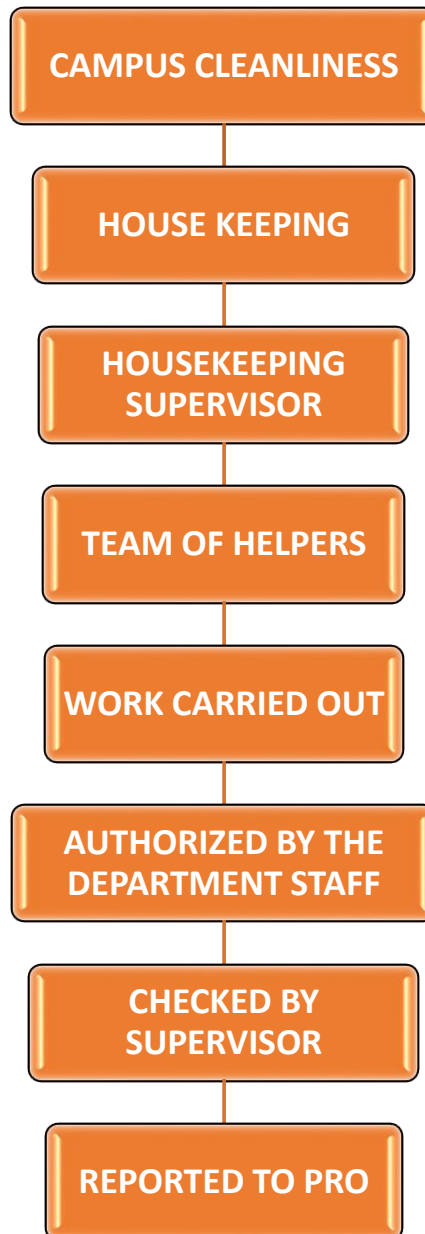 CAMPUS CLEANLINESS
HOUSE KEEPING
HOUSEKEEPING
SUPERVISOR
TEAM OF HELPERS
WORK CARRIED OUT
AUTHORIZED BY THE
DEPARTMENT STAFF
CHECKED BY
SUPERVISOR
REPORTED TO PRO